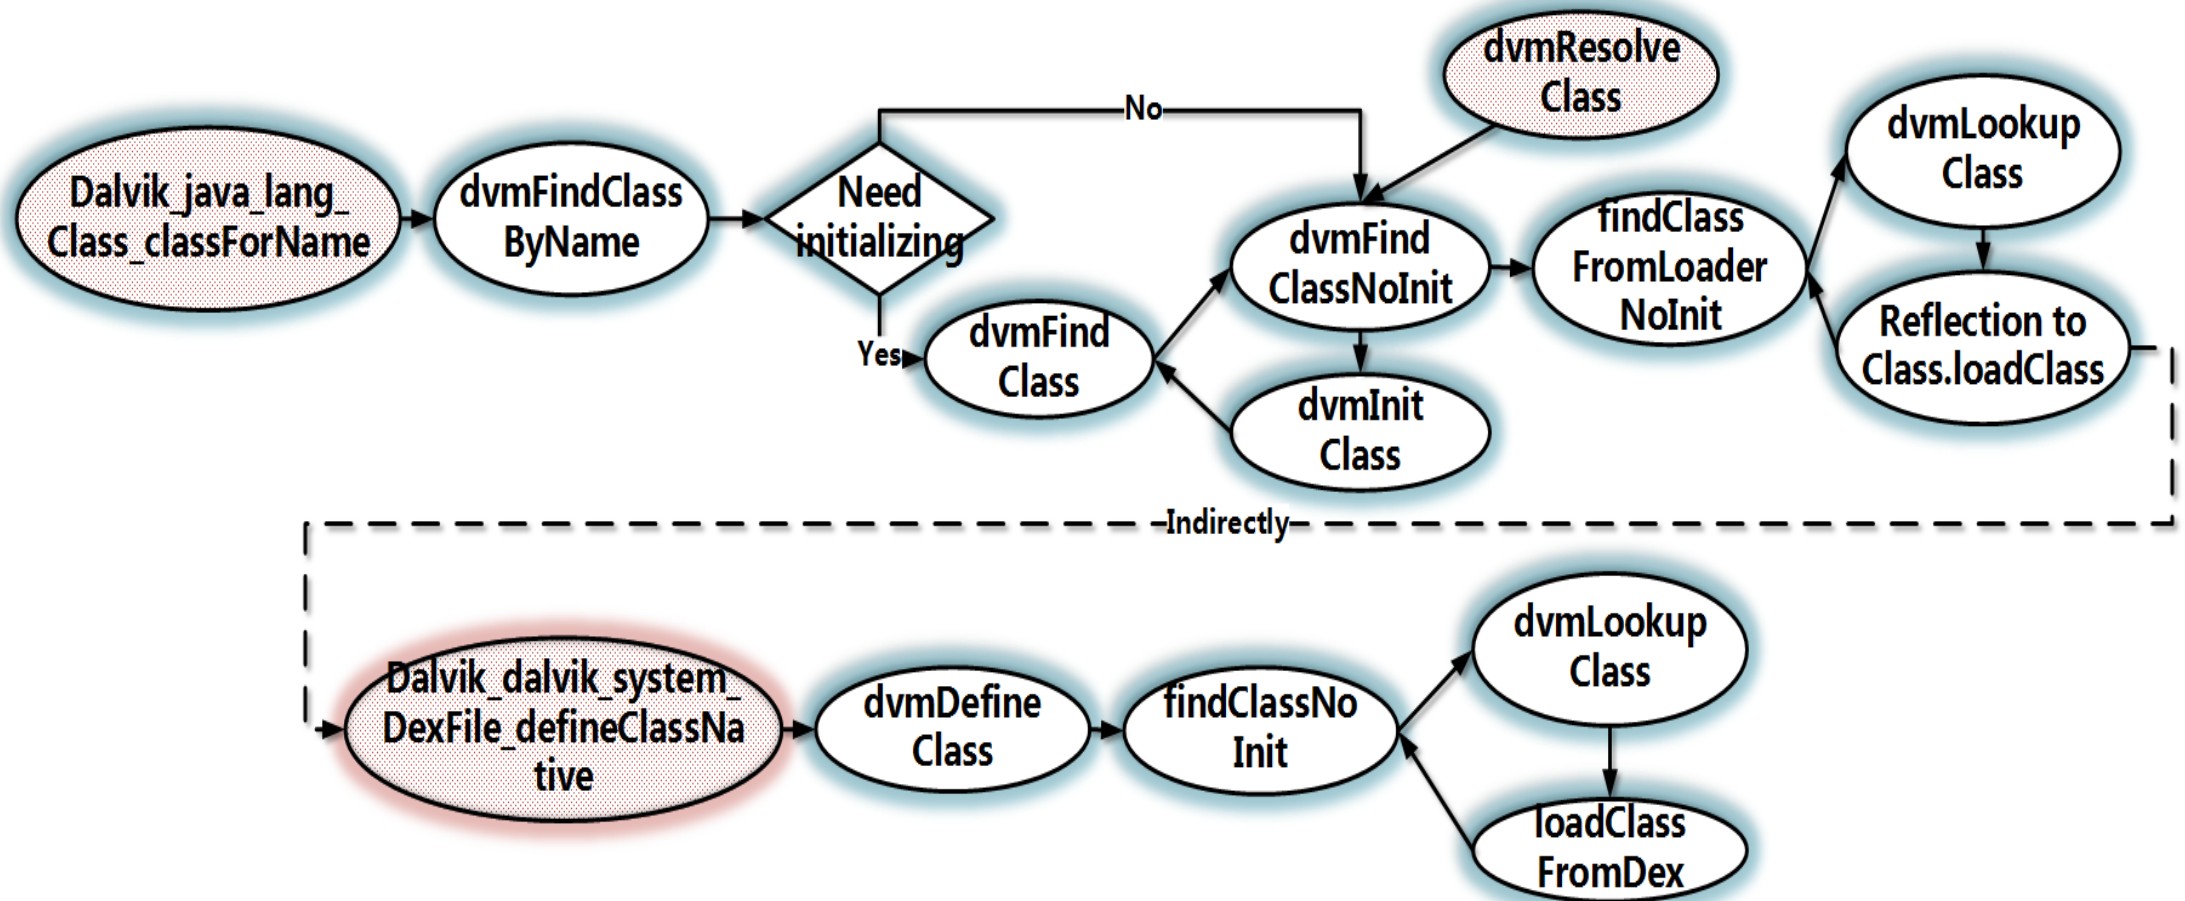 Dalvik_java_lang_
Class_classForName
dvmFindClass
ByName
Need
initializing
No
Yes
dvmFind
Class
dvmResolve
Class
dvmFind
ClassNoInit
dvmInit
Class
findClass
FromLoader
NoInit
dvmLookup
Class
Reflection to
Class.loadClass
Indirectly
Dalvik_dalvik_system_
DexFile_defineClassNa
tive
dvmDefine
Class
findClassNo
Init
dvmLookup
Class
loadClass
FromDex